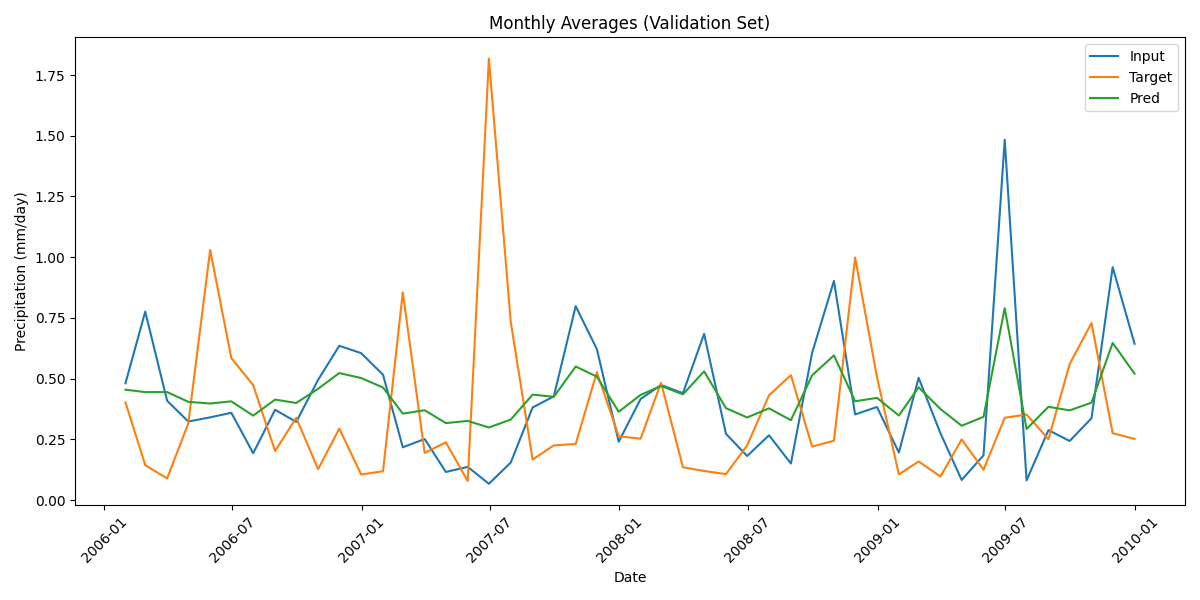 Monthly Averages (Validation Set)
Input
Target
Pred
Precipitation (mm/day)
1.75
1.50
1.25
1.00
0.75
0.50
0.25
0.00
2006-01
2006-07
2007-01
2007-07
2008-01
2008-07
2009-01
2009-07
2010-01
Date